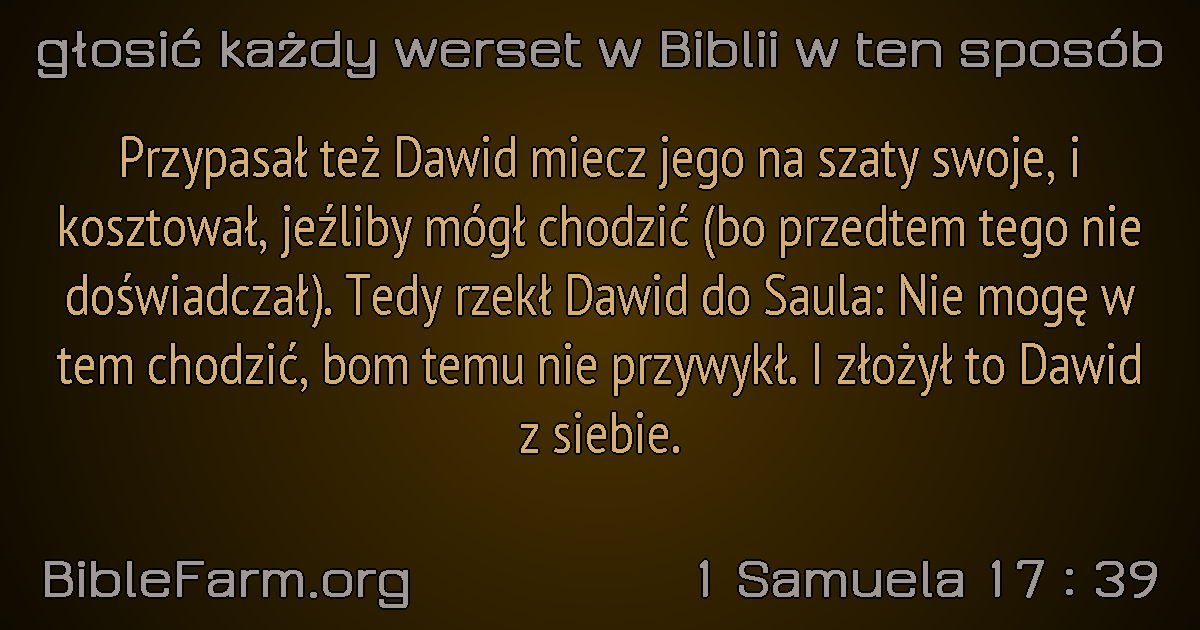 głosić każdy werset w Biblii w ten sposób
Przypasał też Dawid miecz jego na szaty swoje, i
kosztował, jeźliby mógł chodzić (bo przedtem tego nie
doświadczał). Tedy rzekł Dawid do Saula: Nie mogę w
tem chodzić, bom temu nie przywykł. I złożył to Dawid
z siebie.
BibleFarm.org
1 Samuela 17 : 39